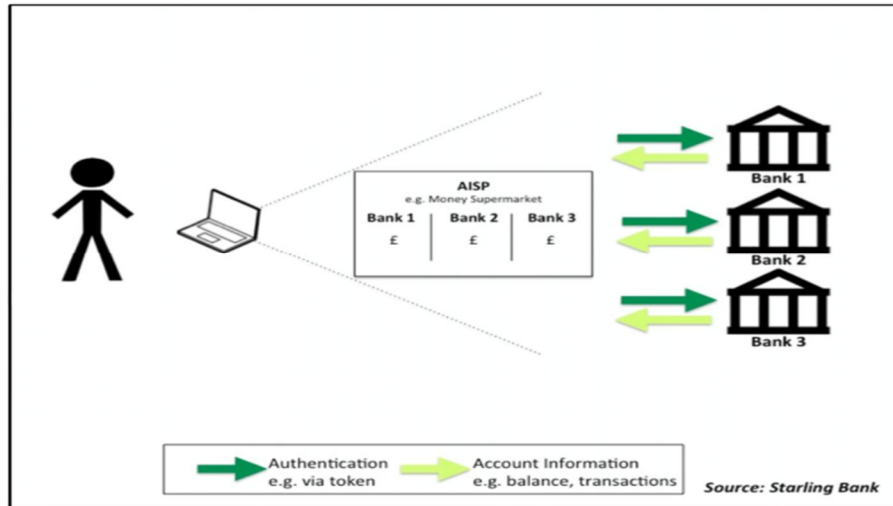 AISP
e.g. Money Supermarket
Bank 1 Bank 2 Bank 3
£ £ £
Bank 1
Bank 2
Bank 3
Authentication
e.g. via token
Account Information
e.g. balance, transactions
Source: Starling Bank